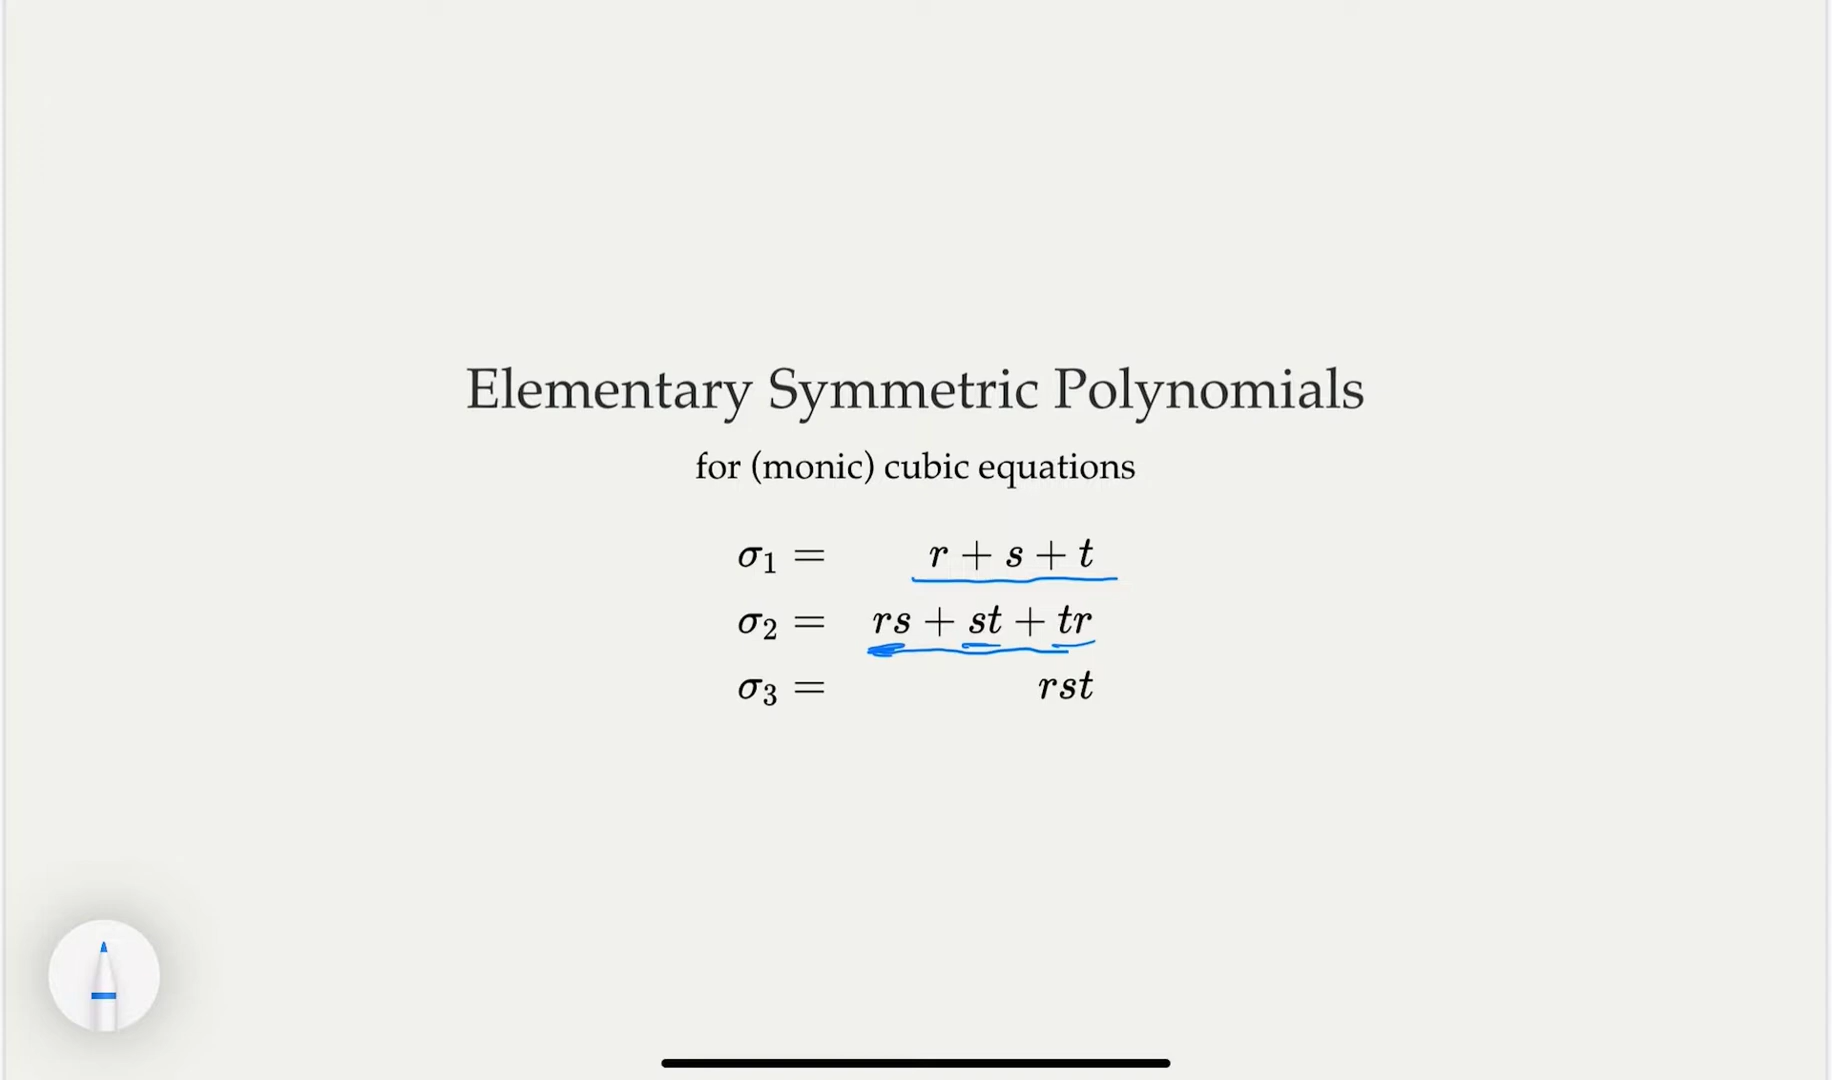 Elementary Symmetric Polynomials
for (monic) cubic equations
σ₁ = r + s + t
σ₂ = rs + st + tr
σ₃ = rst